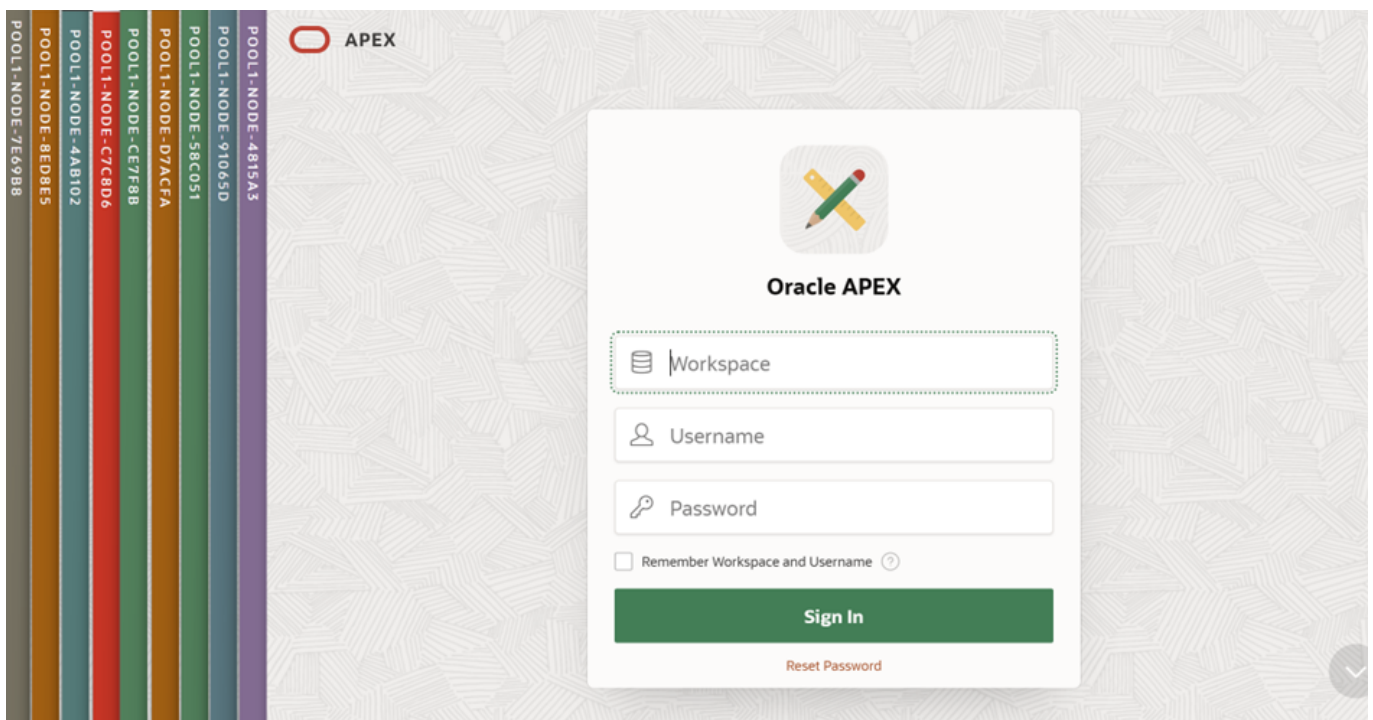 POOL1-NODE-7E69B8
POOL1-NODE-8ED8E5
POOL1-NODE-4AB102
POOL1-NODE-C7C8D6
POOL1-NODE-CE7F8B
POOL1-NODE-D7ACFA
POOL1-NODE-58C051
POOL1-NODE-91065D
POOL1-NODE-4815A3
APEX
Oracle APEX
Workspace
Username
Password
Remember Workspace and Username ?
Sign In
Reset Password